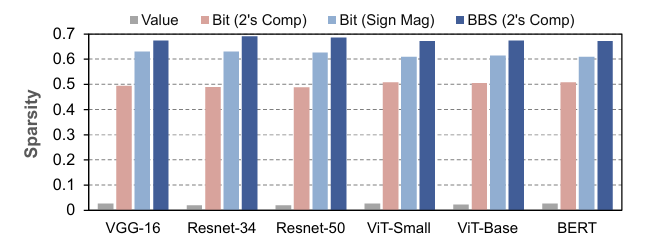 Value Bit (2's Comp) Bit (Sign Mag) BBS (2's Comp)
0.7
0.6
0.5
0.4
0.3
0.2
0.1
0
Sparsity
VGG-16 Resnet-34 Resnet-50 ViT-Small ViT-Base BERT